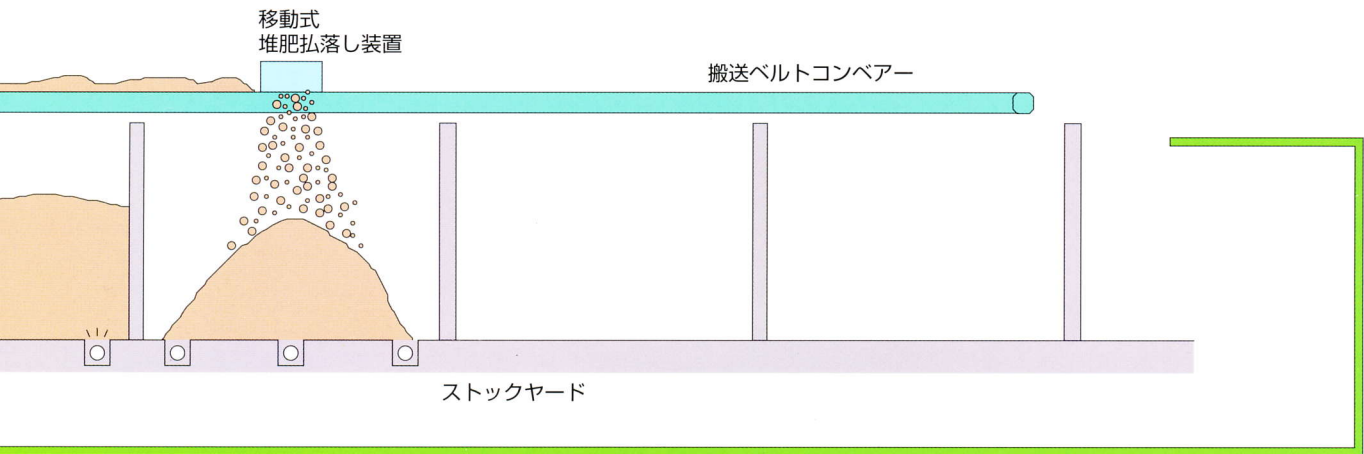 移動式
堆肥払落し装置
搬送ベルトコンベアー
ストックヤード